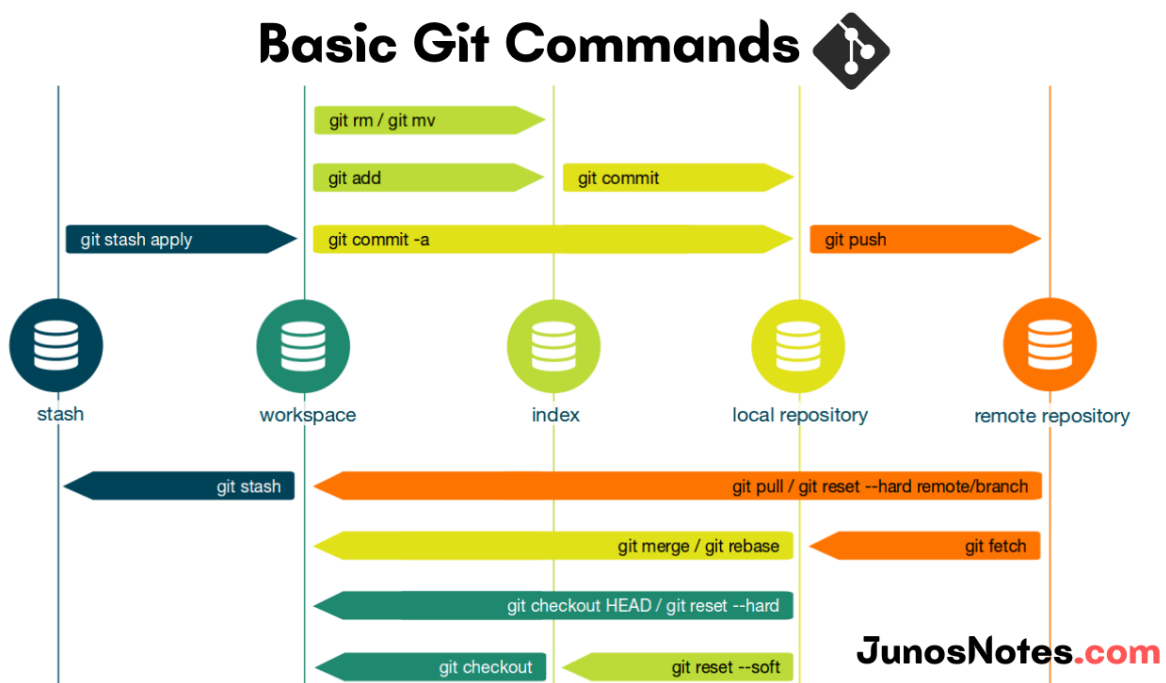 Basic Git Commands
git rm / git mv
git add
git commit
git stash apply
git commit -a
git push
stash
workspace
index
local repository
remote repository
git stash
git pull / git reset --hard remote/branch
git merge / git rebase
git fetch
git checkout HEAD / git reset --hard
git checkout
git reset --soft
JunosNotes.com